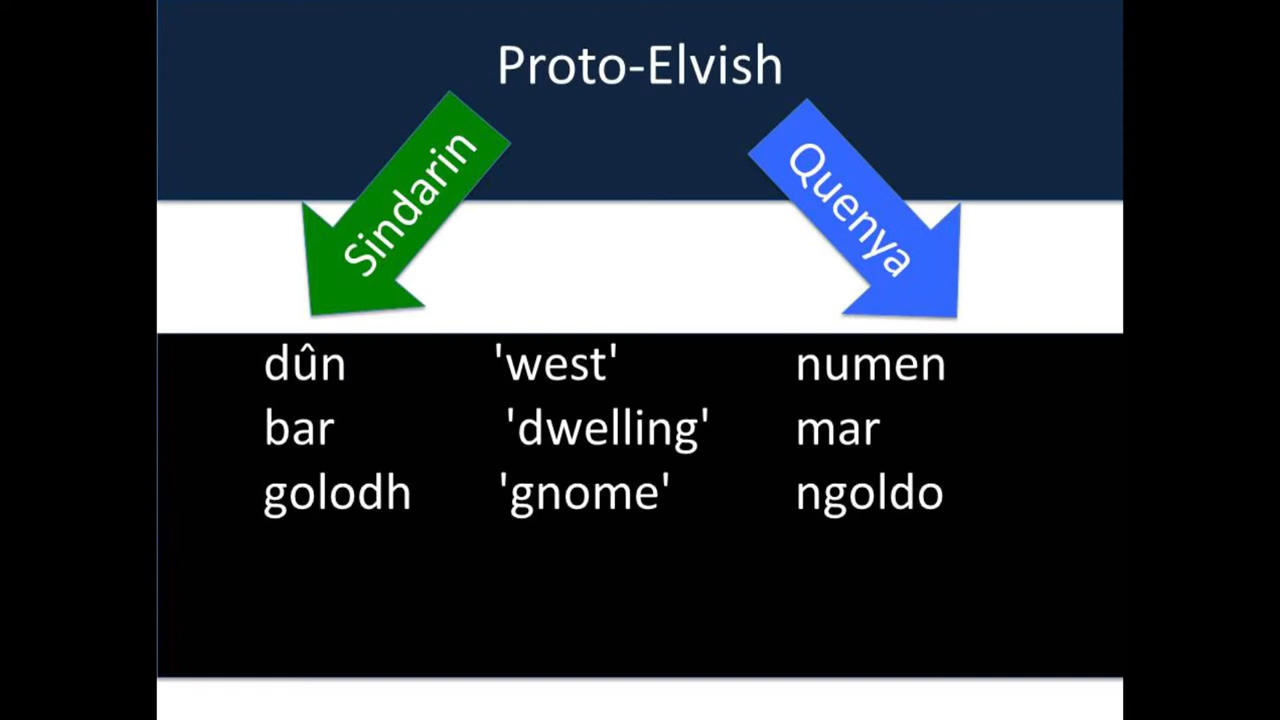 Proto-Elvish
Sindarin
Quenya
dûn 'west' numen
bar 'dwelling' mar
golodh 'gnome' ngoldo